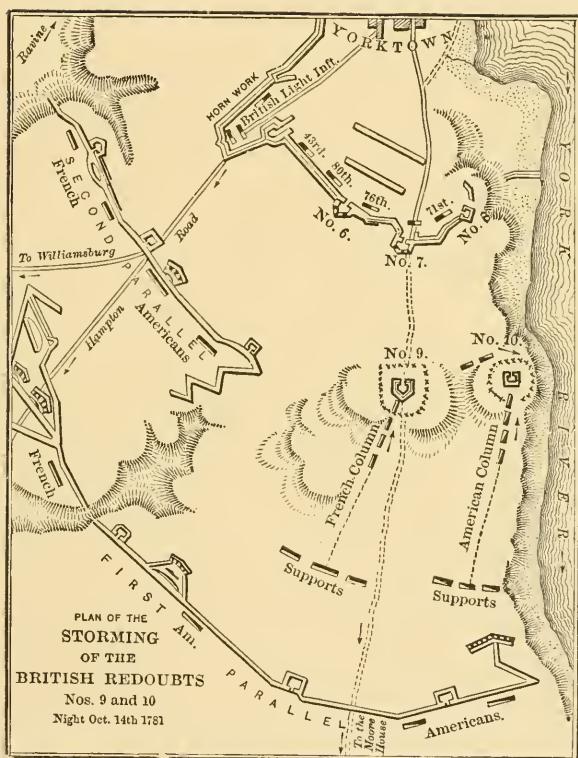 YORKTOWN
Ravine
HORN WORK
British Light Inft.
43rd.
80th.
76th.
71st.
No. 6.
No. 7.
No. 8.
YORK RIVER
SECOND PARALLEL
French
Americans
Hampton Road
To Williamsburg
No. 9.
No. 10.
French Column
American Column
Supports
Supports
French
FIRST PARALLEL
Am.
Americans.
To the
Moore
House
PLAN OF THE
STORMING
OF THE
BRITISH REDOUBTS
Nos. 9 and 10
Night Oct. 14th 1781